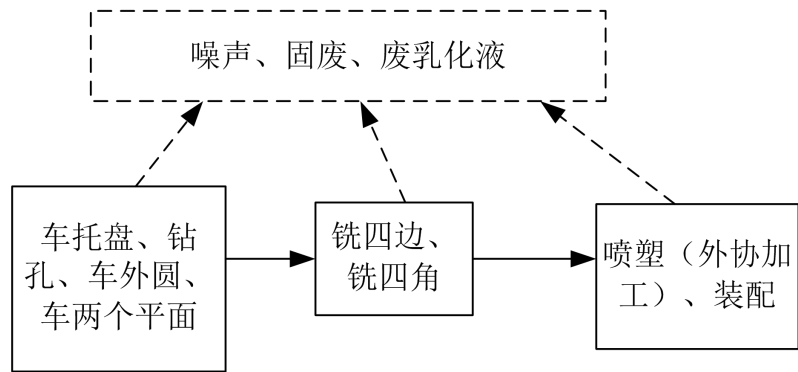 噪声、固废、废乳化液
车托盘、钻
孔、车外圆、
车两个平面
铣四边、
铣四角
喷塑（外协加
工）、装配